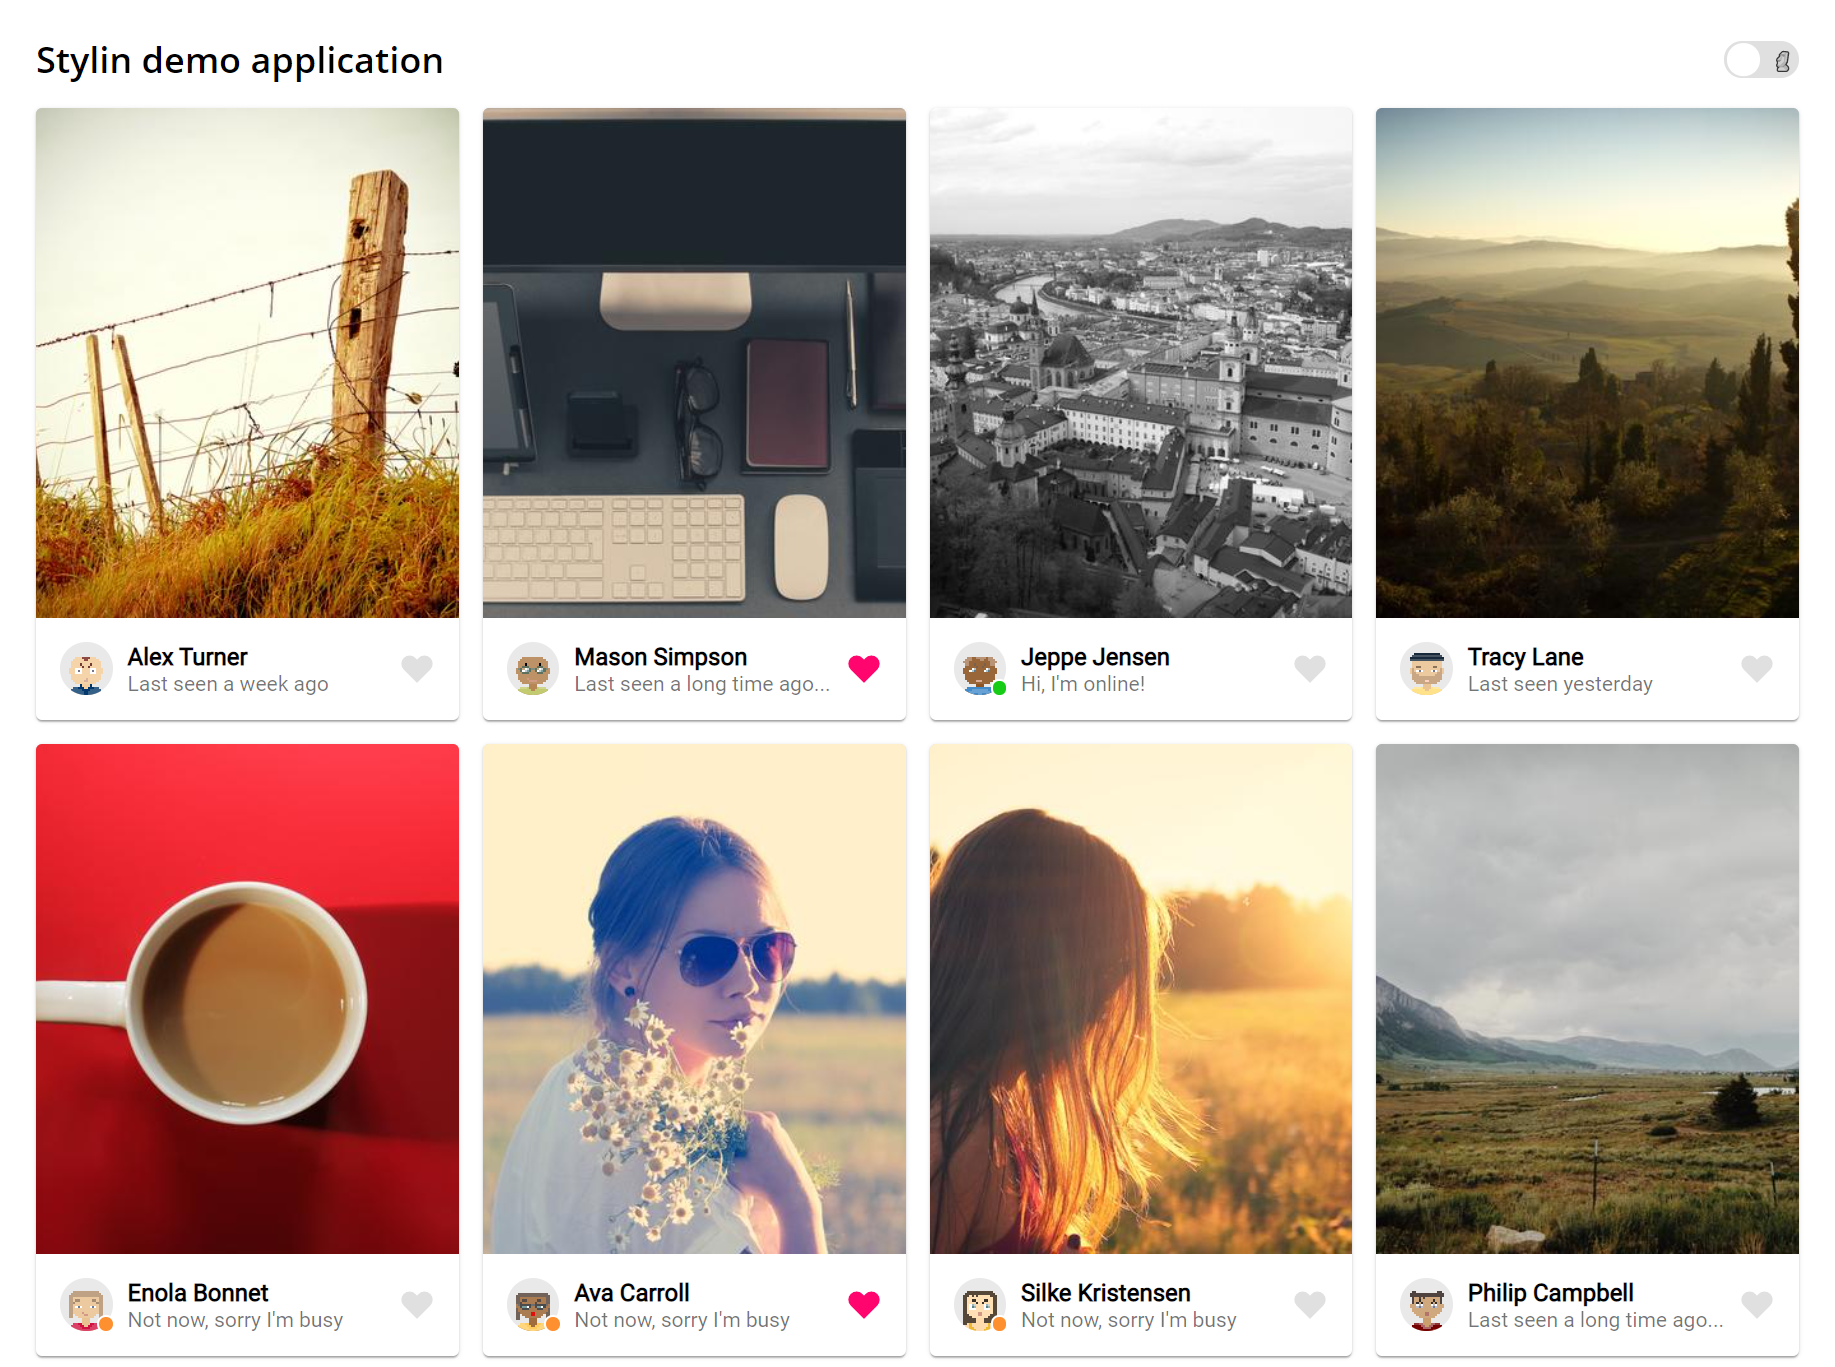 Stylin demo application
Alex Turner
Last seen a week ago
Mason Simpson
Last seen a long time ago...
Jeppe Jensen
Hi, I'm online!
Tracy Lane
Last seen yesterday
Enola Bonnet
Not now, sorry I'm busy
Ava Carroll
Not now, sorry I'm busy
Silke Kristensen
Not now, sorry I'm busy
Philip Campbell
Last seen a long time ago...